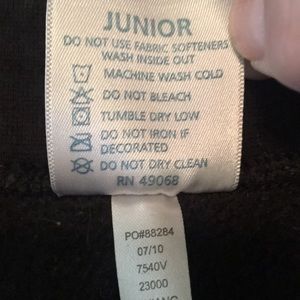 JUNIOR
DO NOT USE FABRIC SOFTENERS
WASH INSIDE OUT
MACHINE WASH COLD
DO NOT BLEACH
TUMBLE DRY LOW
DO NOT IRON IF
DECORATED
DO NOT DRY CLEAN
RN 49068
PO#88284
07/10
7540V
23000